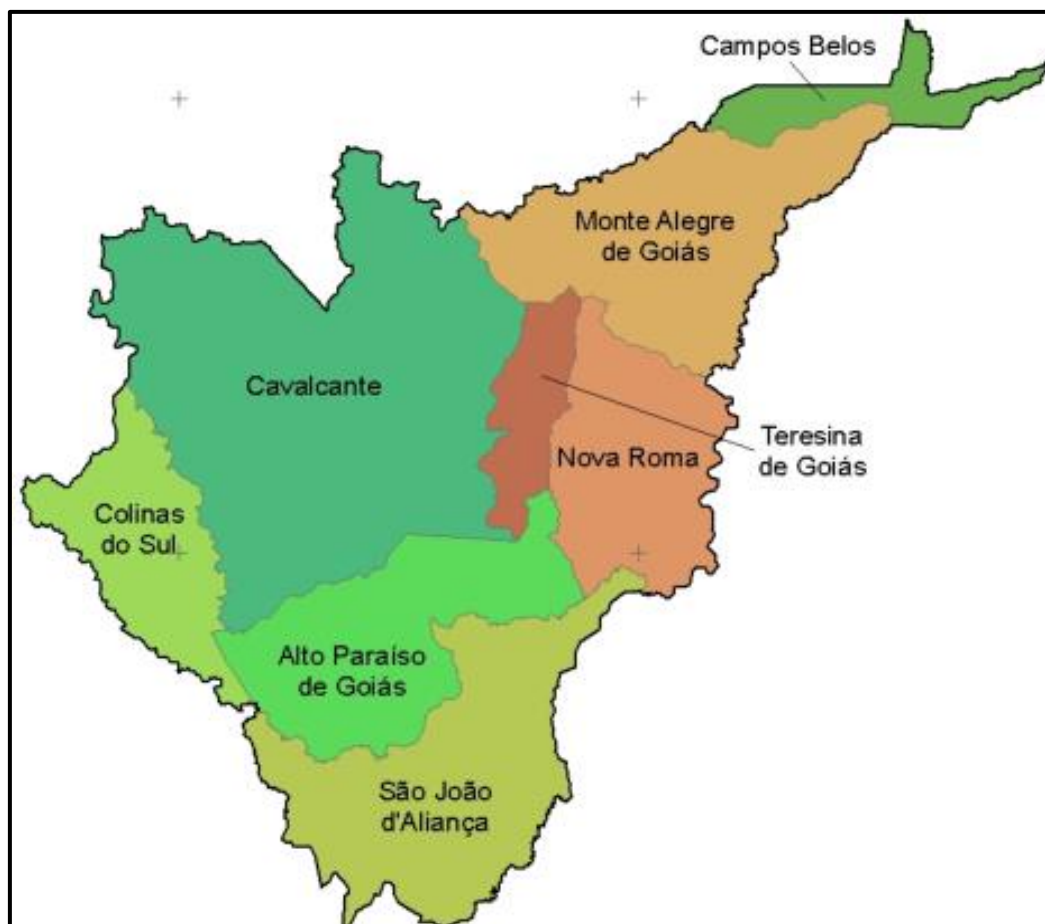 Campos Belos
Monte Alegre
de Goiás
Cavalcante
Teresina
de Goiás
Nova Roma
Colinas
do Sul
Alto Paraíso
de Goiás
São João
d'Aliança